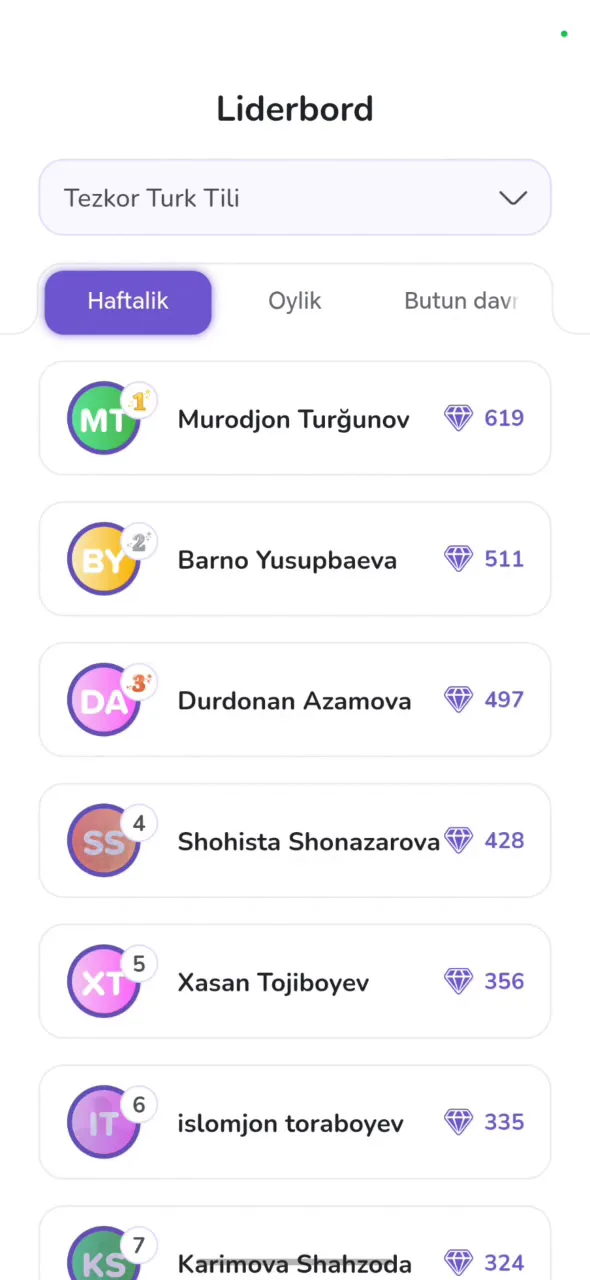 Liderbord
Tezkor Turk Tili
Haftalik Oylik Butun davr
MT 1 Murodjon Turğunov 619
BY 2 Barno Yusupbaeva 511
DA 3 Durdonan Azamova 497
SS 4 Shohista Shonazarova 428
XT 5 Xasan Tojiboyev 356
IT 6 islomjon toraboyev 335
KS 7 Karimova Shahzoda 324